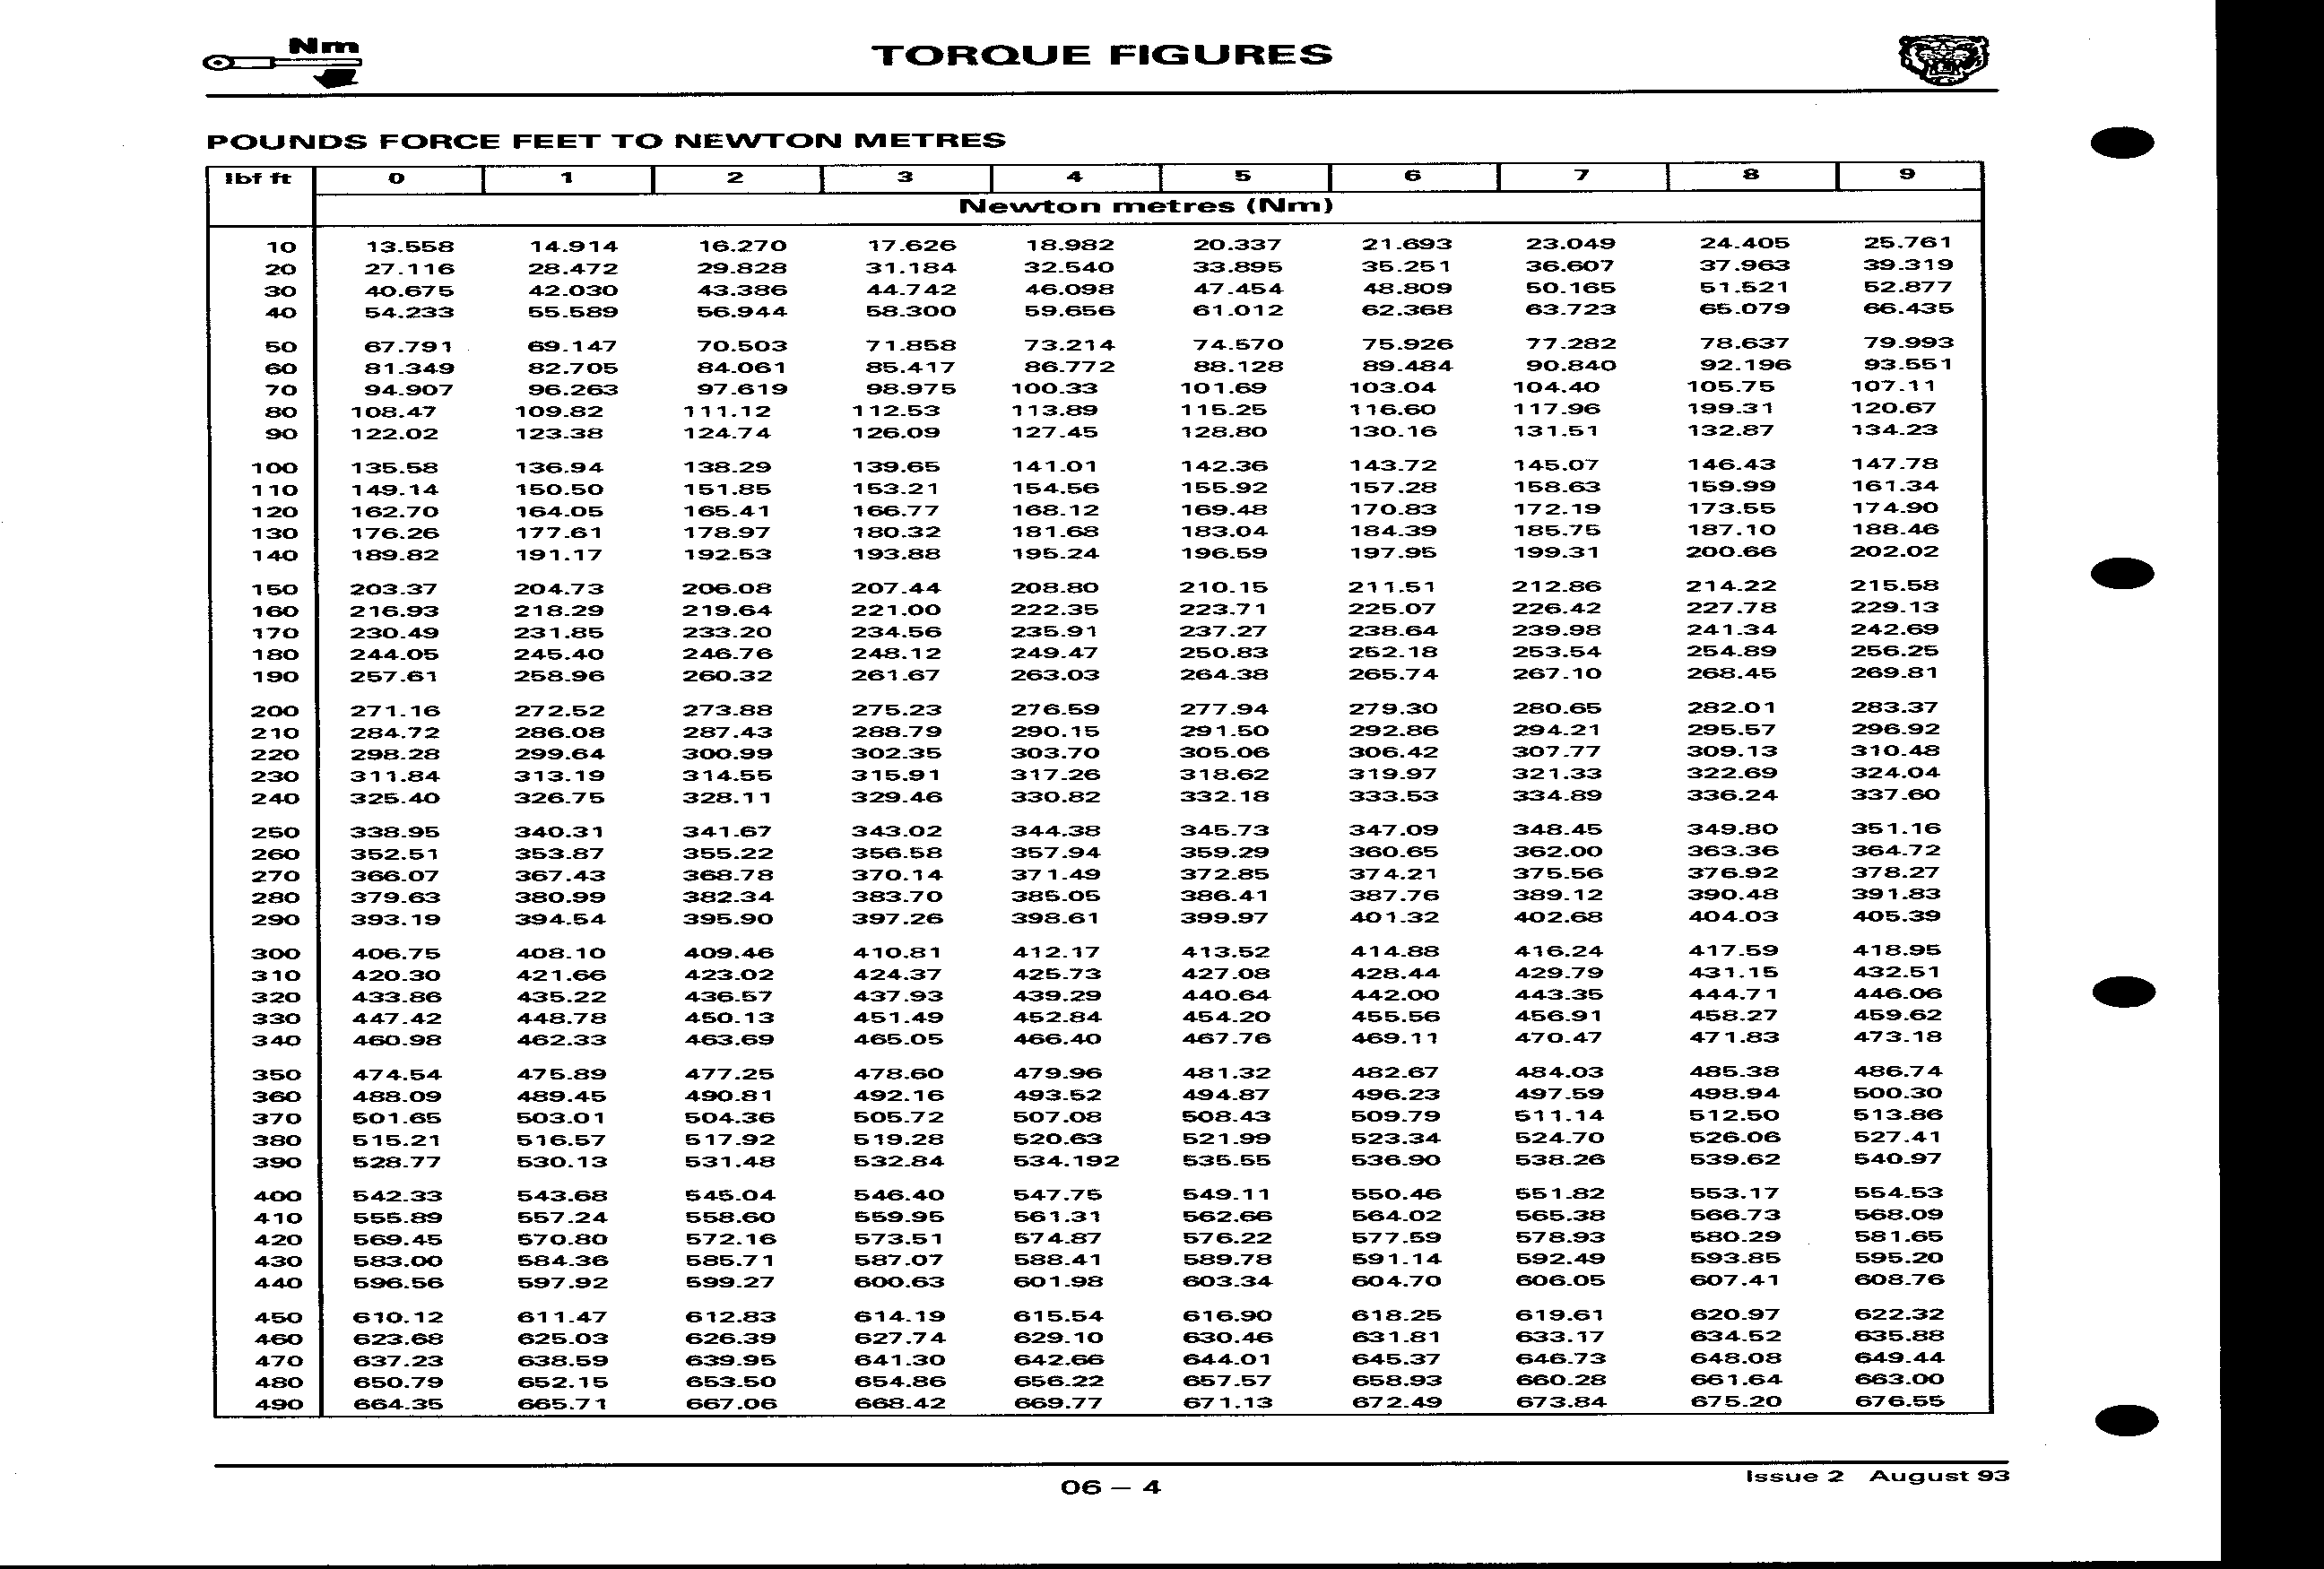 Nm
TORQUE FIGURES
POUNDS FORCE FEET TO NEWTON METRES
lbf ft 0 1 2 3 4 5 6 7 8 9
Newton metres (Nm)
10 13.558 14.914 16.270 17.626 18.982 20.337 21.693 23.049 24.405 25.761
20 27.116 28.472 29.828 31.184 32.540 33.895 35.251 36.607 37.963 39.319
30 40.675 42.030 43.386 44.742 46.098 47.454 48.809 50.165 51.521 52.877
40 54.233 55.589 56.944 58.300 59.656 61.012 62.368 63.723 65.079 66.435
50 67.791 69.147 70.503 71.858 73.214 74.570 75.926 77.282 78.637 79.993
60 81.349 82.705 84.061 85.417 86.772 88.128 89.484 90.840 92.196 93.551
70 94.907 96.263 97.619 98.975 100.33 101.69 103.04 104.40 105.75 107.11
80 108.47 109.82 111.12 112.53 113.89 115.25 116.60 117.96 199.31 120.67
90 122.02 123.38 124.74 126.09 127.45 128.80 130.16 131.51 132.87 134.23
100 135.58 136.94 138.29 139.65 141.01 142.36 143.72 145.07 146.43 147.78
110 149.14 150.50 151.85 153.21 154.56 155.92 157.28 158.63 159.99 161.34
120 162.70 164.05 165.41 166.77 168.12 169.48 170.83 172.19 173.55 174.90
130 176.26 177.61 178.97 180.32 181.68 183.04 184.39 185.75 187.10 188.46
140 189.82 191.17 192.53 193.88 195.24 196.59 197.95 199.31 200.66 202.02
150 203.37 204.73 206.08 207.44 208.80 210.15 211.51 212.86 214.22 215.58
160 216.93 218.29 219.64 221.00 222.35 223.71 225.07 226.42 227.78 229.13
170 230.49 231.85 233.20 234.56 235.91 237.27 238.64 239.98 241.34 242.69
180 244.05 245.40 246.76 248.12 249.47 250.83 252.18 253.54 254.89 256.25
190 257.61 258.96 260.32 261.67 263.03 264.38 265.74 267.10 268.45 269.81
200 271.16 272.52 273.88 275.23 276.59 277.94 279.30 280.65 282.01 283.37
210 284.72 286.08 287.43 288.79 290.15 291.50 292.86 294.21 295.57 296.92
220 298.28 299.64 300.99 302.35 303.70 305.06 306.42 307.77 309.13 310.48
230 311.84 313.19 314.55 315.91 317.26 318.62 319.97 321.33 322.69 324.04
240 325.40 326.75 328.11 329.46 330.82 332.18 333.53 334.89 336.24 337.60
250 338.95 340.31 341.67 343.02 344.38 345.73 347.09 348.45 349.80 351.16
260 352.51 353.87 355.22 356.58 357.94 359.29 360.65 362.00 363.36 364.72
270 366.07 367.43 368.78 370.14 371.49 372.85 374.21 375.56 376.92 378.27
280 379.63 380.99 382.34 383.70 385.05 386.41 387.76 389.12 390.48 391.83
290 393.19 394.54 395.90 397.26 398.61 399.97 401.32 402.68 404.03 405.39
300 406.75 408.10 409.46 410.81 412.17 413.52 414.88 416.24 417.59 418.95
310 420.30 421.66 423.02 424.37 425.73 427.08 428.44 429.79 431.15 432.51
320 433.86 435.22 436.57 437.93 439.29 440.64 442.00 443.35 444.71 446.06
330 447.42 448.78 450.13 451.49 452.84 454.20 455.56 456.91 458.27 459.62
340 460.98 462.33 463.69 465.05 466.40 467.76 469.11 470.47 471.83 473.18
350 474.54 475.89 477.25 478.60 479.96 481.32 482.67 484.03 485.38 486.74
360 488.09 489.45 490.81 492.16 493.52 494.87 496.23 497.59 498.94 500.30
370 501.65 503.01 504.36 505.72 507.08 508.43 509.79 511.14 512.50 513.86
380 515.21 516.57 517.92 519.28 520.63 521.99 523.34 524.70 526.06 527.41
390 528.77 530.13 531.48 532.84 534.192 535.55 536.90 538.26 539.62 540.97
400 542.33 543.68 545.04 546.40 547.75 549.11 550.46 551.82 553.17 554.53
410 555.89 557.24 558.60 559.95 561.31 562.66 564.02 565.38 566.73 568.09
420 569.45 570.80 572.16 573.51 574.87 576.22 577.59 578.93 580.29 581.65
430 583.00 584.36 585.71 587.07 588.41 589.78 591.14 592.49 593.85 595.20
440 596.56 597.92 599.27 600.63 601.98 603.34 604.70 606.05 607.41 608.76
450 610.12 611.47 612.83 614.19 615.54 616.90 618.25 619.61 620.97 622.32
460 623.68 625.03 626.39 627.74 629.10 630.46 631.81 633.17 634.52 635.88
470 637.23 638.59 639.95 641.30 642.66 644.01 645.37 646.73 648.08 649.44
480 650.79 652.15 653.50 654.86 656.22 657.57 658.93 660.28 661.64 663.00
490 664.35 665.71 667.06 668.42 669.77 671.13 672.49 673.84 675.20 676.55
06 – 4
Issue 2 August 93